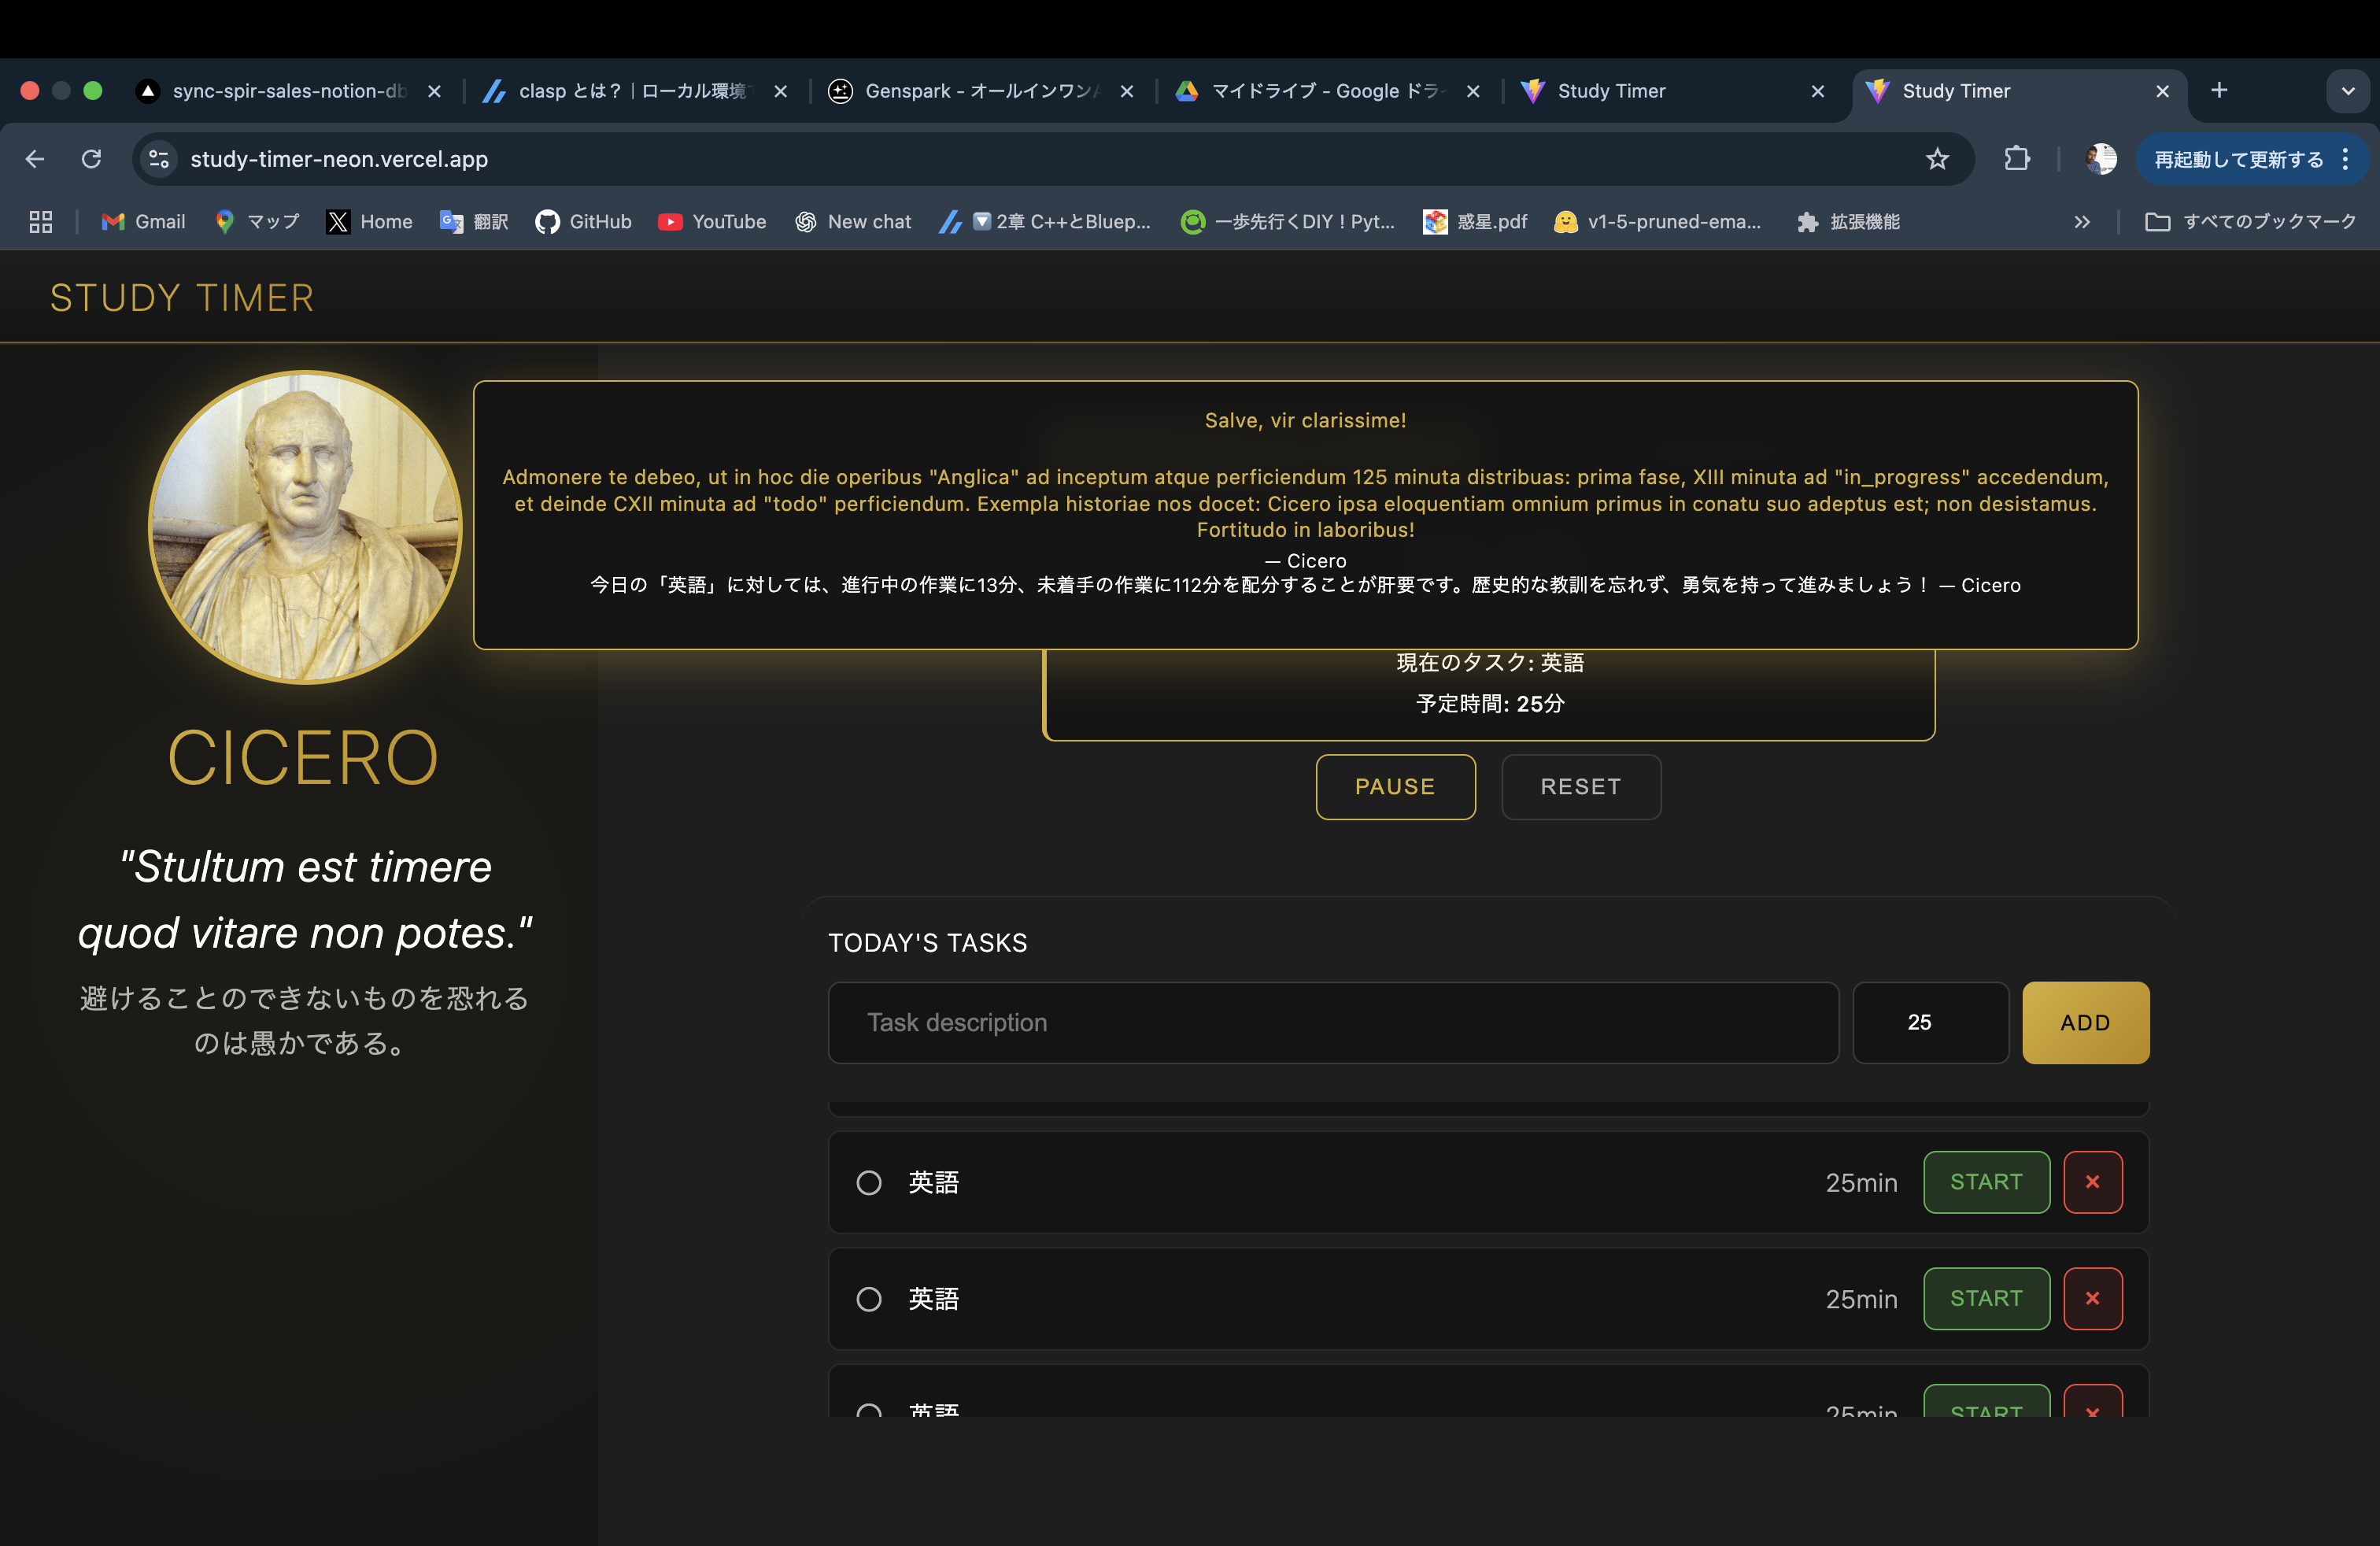 sync-spir-sales-notion-db
clasp とは？ | ローカル環境で
Genspark - オールインワンA
マイドライブ - Google ドライ
Study Timer
Study Timer
study-timer-neon.vercel.app
再起動して更新する
Gmail
マップ
Home
翻訳
GitHub
YouTube
New chat
2章 C++とBluep...
一歩先行くDIY！Pyt...
惑星.pdf
v1-5-pruned-ema...
拡張機能
すべてのブックマーク
STUDY TIMER
Salve, vir clarissime!
Admonere te debeo, ut in hoc die operibus "Anglica" ad inceptum atque perficiendum 125 minuta distribuas: prima fase, XIII minuta ad "in_progress" accedendum,
et deinde CXII minuta ad "todo" perficiendum. Exempla historiae nos docet: Cicero ipsa eloquentiam omnium primus in conatu suo adeptus est; non desistamus.
Fortitudo in laboribus!
— Cicero
今日の「英語」に対しては、進行中の作業に13分、未着手の作業に112分を配分することが肝要です。歴史的な教訓を忘れず、勇気を持って進みましょう！ — Cicero
現在のタスク: 英語
予定時間: 25分
PAUSE
RESET
CICERO
"Stultum est timere
quod vitare non potes."
避けることのできないものを恐れる
のは愚かである。
TODAY'S TASKS
Task description
25
ADD
英語 25min START ×
英語 25min START ×
英語 25min START ×